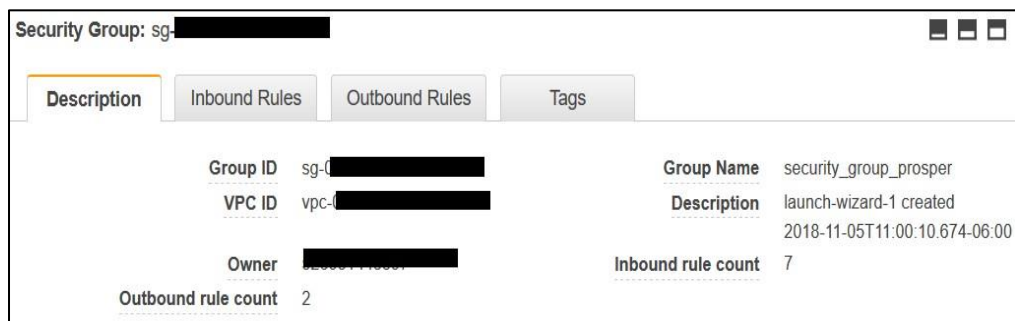 Security Group: sg-
Description Inbound Rules Outbound Rules Tags
Group ID sg-0 Group Name security_group_prosper
VPC ID vpc-0 Description launch-wizard-1 created
2018-11-05T11:00:10.674-06:00
Owner Inbound rule count 7
Outbound rule count 2